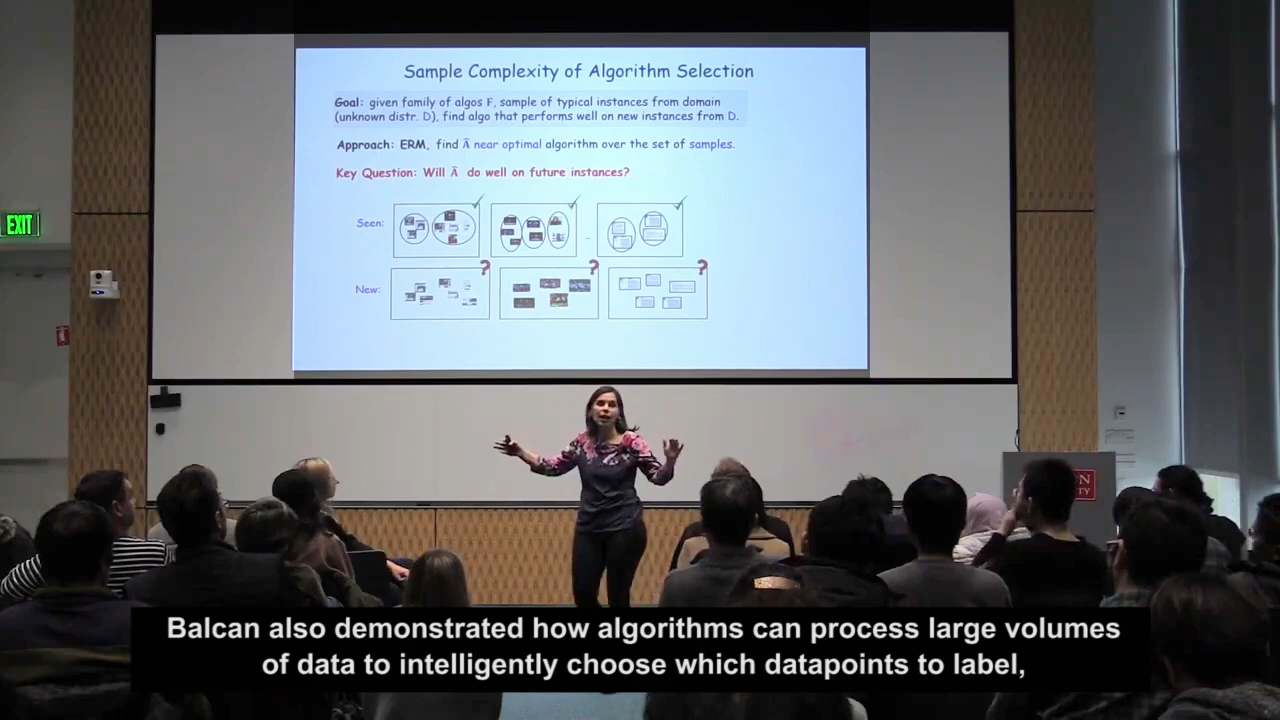 Sample Complexity of Algorithm Selection
Goal: given family of algos F, sample of typical instances from domain
(unknown distr. D), find algo that performs well on new instances from D.
Approach: ERM, find Â near optimal algorithm over the set of samples.
Key Question: Will Â do well on future instances?
Seen:
New:
? ? ?
EXIT
Balcan also demonstrated how algorithms can process large volumes
of data to intelligently choose which datapoints to label,